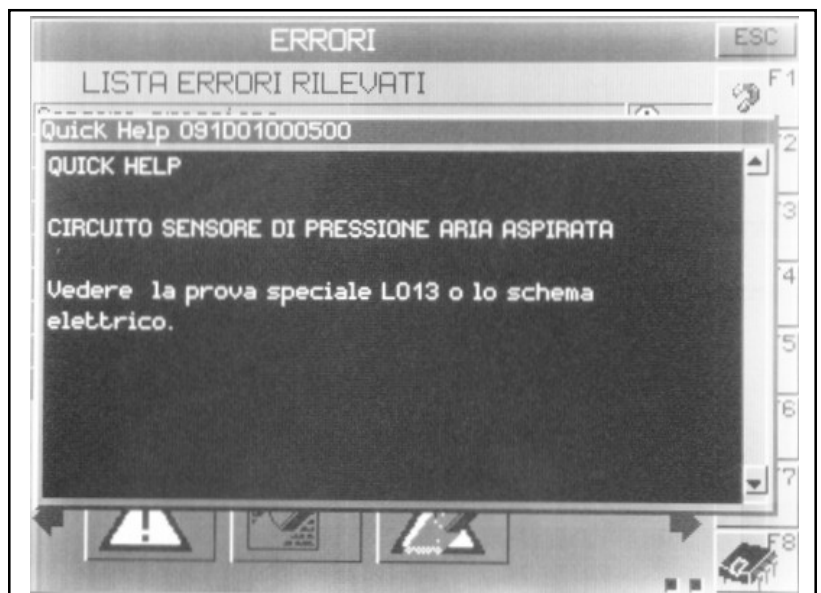 ERRORI
ESC
LISTA ERRORI RILEVATI
F1
Quick Help 091D01000500
QUICK HELP
CIRCUITO SENSORE DI PRESSIONE ARIA ASPIRATA
Vedere la prova speciale L013 o lo schema
elettrico.
F8